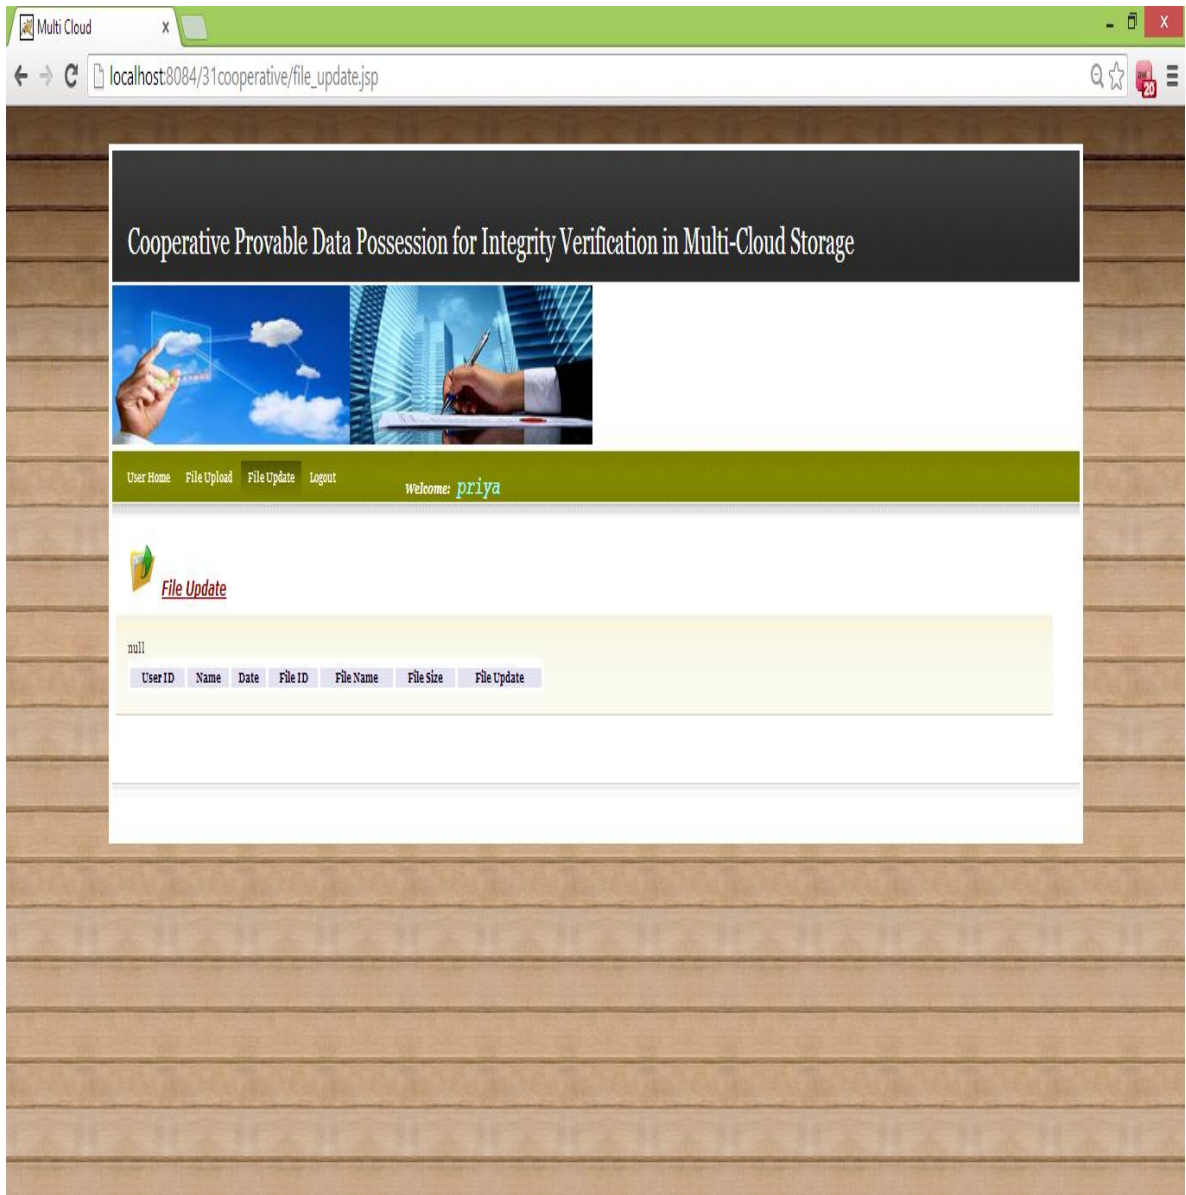 Multi Cloud
localhost:8084/31cooperative/file_update.jsp
20
Cooperative Provable Data Possession for Integrity Verification in Multi-Cloud Storage
User Home File Upload File Update Logout Welcome: priya
File Update
null
User ID Name Date File ID File Name File Size File Update